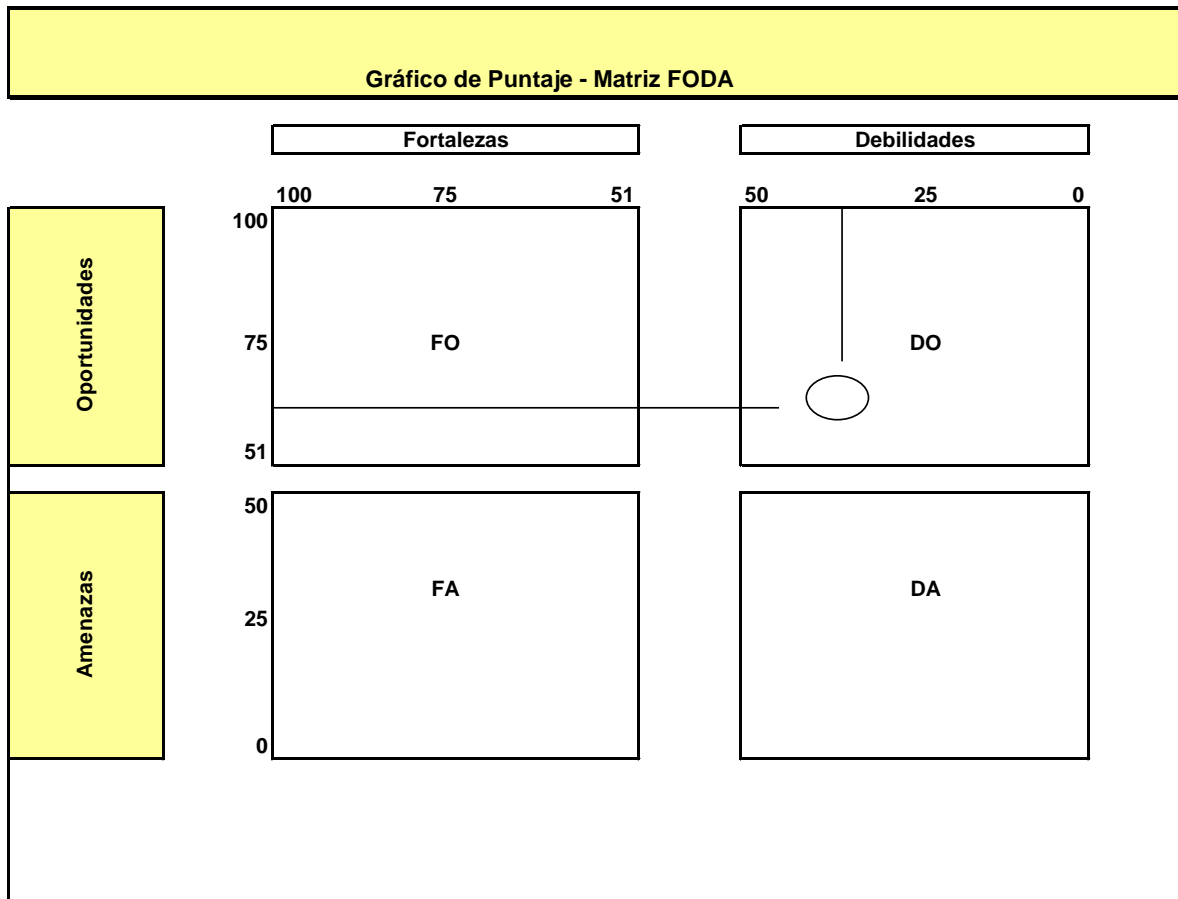 Gráfico de Puntaje - Matriz FODA
Fortalezas
Debilidades
100 75 51
50 25 0
Oportunidades
100
75
51
FO
DO
Amenazas
50
25
0
FA
DA